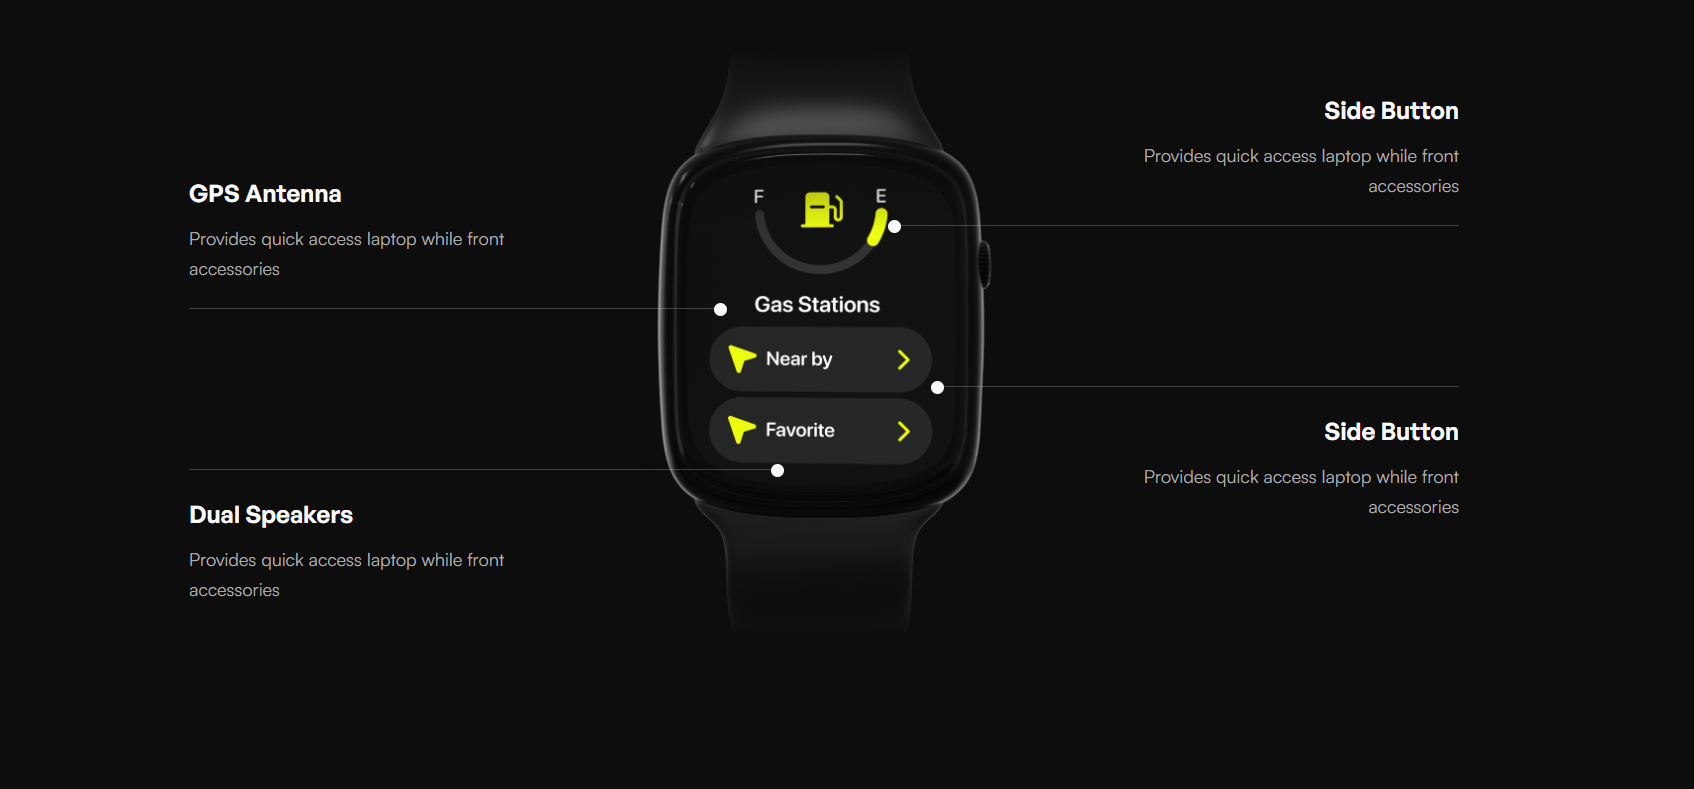 GPS Antenna
Provides quick access laptop while front
accessories
Dual Speakers
Provides quick access laptop while front
accessories
F
E
Gas Stations
Near by
Favorite
Side Button
Provides quick access laptop while front
accessories
Side Button
Provides quick access laptop while front
accessories